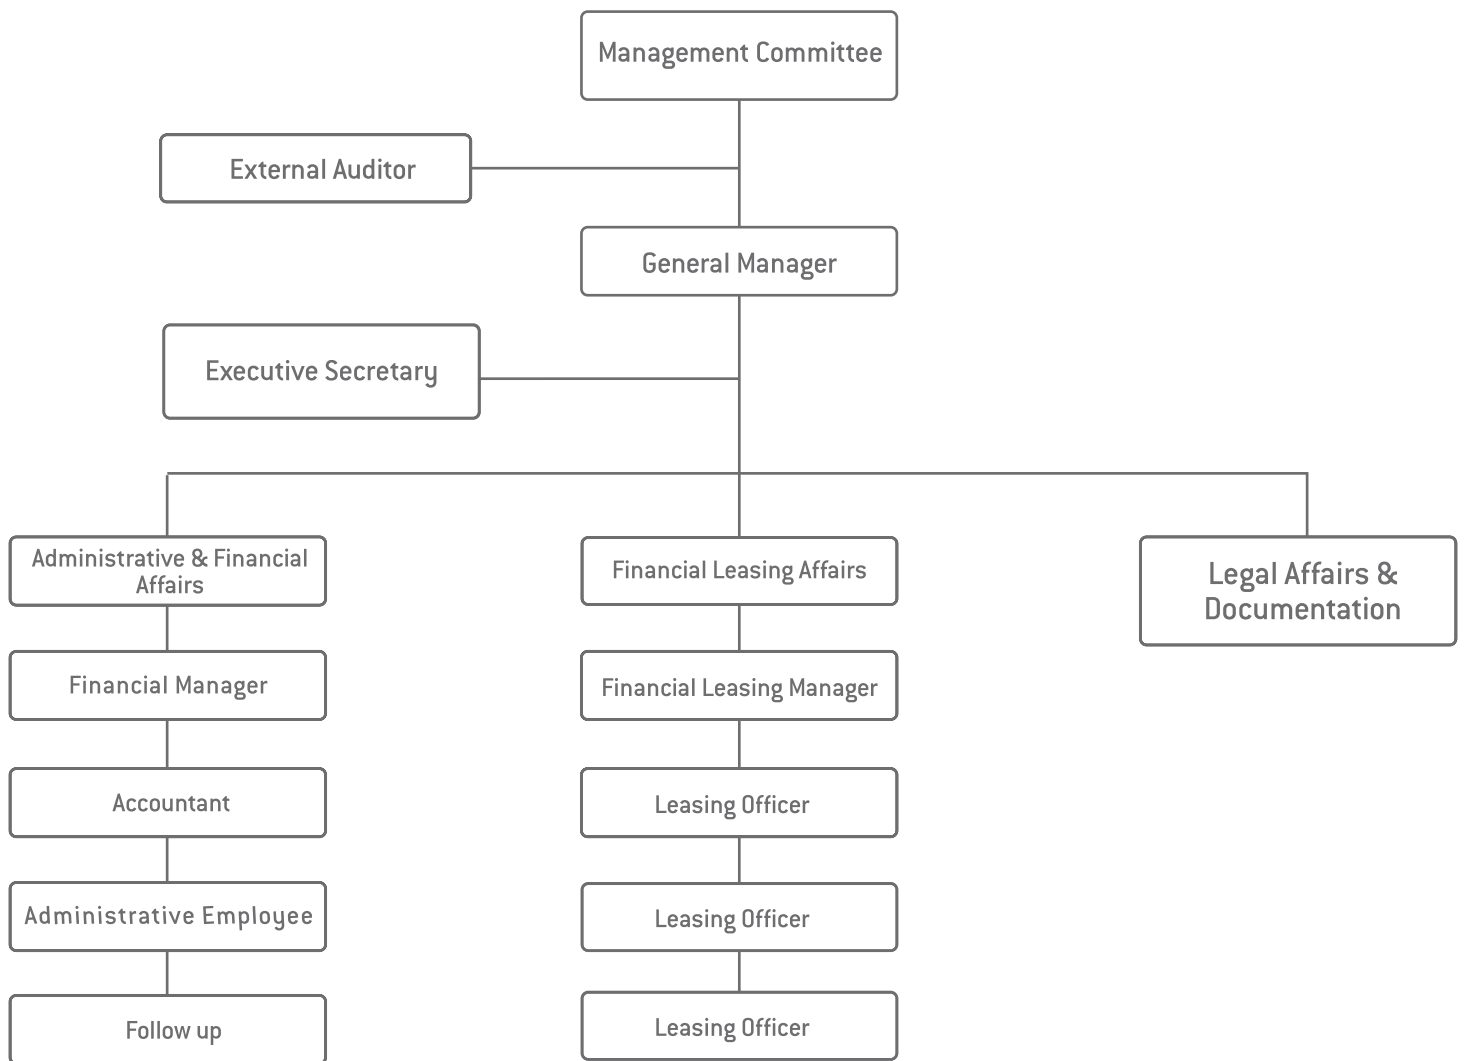 Management Committee
External Auditor
General Manager
Executive Secretary
Administrative & Financial
Affairs
Financial Leasing Affairs
Legal Affairs &
Documentation
Financial Manager
Financial Leasing Manager
Accountant
Leasing Officer
Administrative Employee
Leasing Officer
Follow up
Leasing Officer